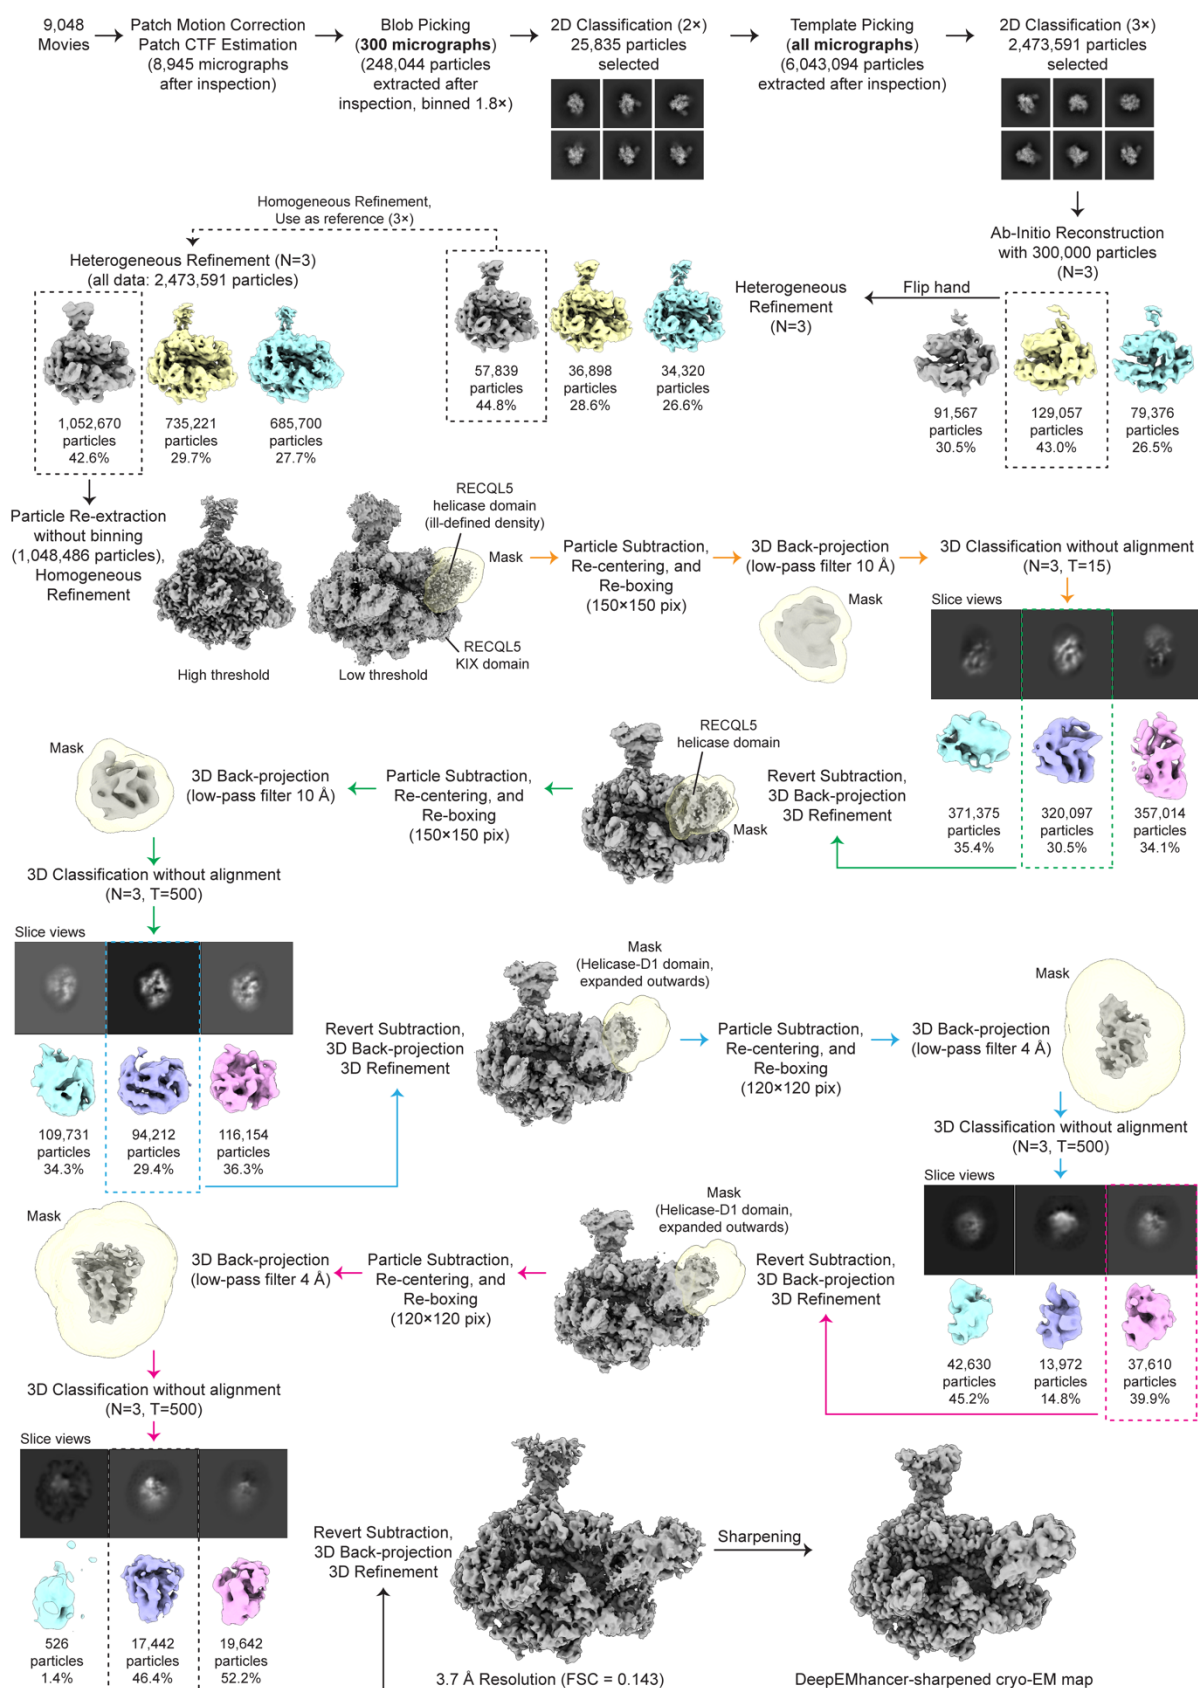 9,048
Movies
Patch Motion Correction
Patch CTF Estimation
(8,945 micrographs
after inspection)
Blob Picking
(300 micrographs)
(248,044 particles
extracted after
inspection, binned 1.8×)
2D Classification (2×)
25,835 particles
selected
Template Picking
(all micrographs)
(6,043,094 particles
extracted after inspection)
2D Classification (3×)
2,473,591 particles
selected
Ab-Initio Reconstruction
with 300,000 particles
(N=3)
91,567
particles
30.5%
129,057
particles
43.0%
79,376
particles
26.5%
Flip hand
Heterogeneous
Refinement
(N=3)
57,839
particles
44.8%
36,898
particles
28.6%
34,320
particles
26.6%
Homogeneous Refinement,
Use as reference (3×)
Heterogeneous Refinement (N=3)
(all data: 2,473,591 particles)
1,052,670
particles
42.6%
735,221
particles
29.7%
685,700
particles
27.7%
Particle Re-extraction
without binning
(1,048,486 particles),
Homogeneous
Refinement
High threshold
RECQL5
helicase domain
(ill-defined density)
Mask
RECQL5
KIX domain
Low threshold
Particle Subtraction,
Re-centering, and
Re-boxing
(150×150 pix)
3D Back-projection
(low-pass filter 10 Å)
Mask
3D Classification without alignment
(N=3, T=15)
Slice views
371,375
particles
35.4%
320,097
particles
30.5%
357,014
particles
34.1%
Revert Subtraction,
3D Back-projection
3D Refinement
RECQL5
helicase domain
Mask
Particle Subtraction,
Re-centering, and
Re-boxing
(150×150 pix)
3D Back-projection
(low-pass filter 10 Å)
Mask
3D Classification without alignment
(N=3, T=500)
Slice views
109,731
particles
34.3%
94,212
particles
29.4%
116,154
particles
36.3%
Revert Subtraction,
3D Back-projection
3D Refinement
Mask
(Helicase-D1 domain,
expanded outwards)
Particle Subtraction,
Re-centering, and
Re-boxing
(120×120 pix)
3D Back-projection
(low-pass filter 4 Å)
Mask
3D Classification without alignment
(N=3, T=500)
Slice views
42,630
particles
45.2%
13,972
particles
14.8%
37,610
particles
39.9%
Revert Subtraction,
3D Back-projection
3D Refinement
Mask
(Helicase-D1 domain,
expanded outwards)
Particle Subtraction,
Re-centering, and
Re-boxing
(120×120 pix)
3D Back-projection
(low-pass filter 4 Å)
Mask
3D Classification without alignment
(N=3, T=500)
Slice views
526
particles
1.4%
17,442
particles
46.4%
19,642
particles
52.2%
Revert Subtraction,
3D Back-projection
3D Refinement
3.7 Å Resolution (FSC = 0.143)
Sharpening
DeepEMhancer-sharpened cryo-EM map